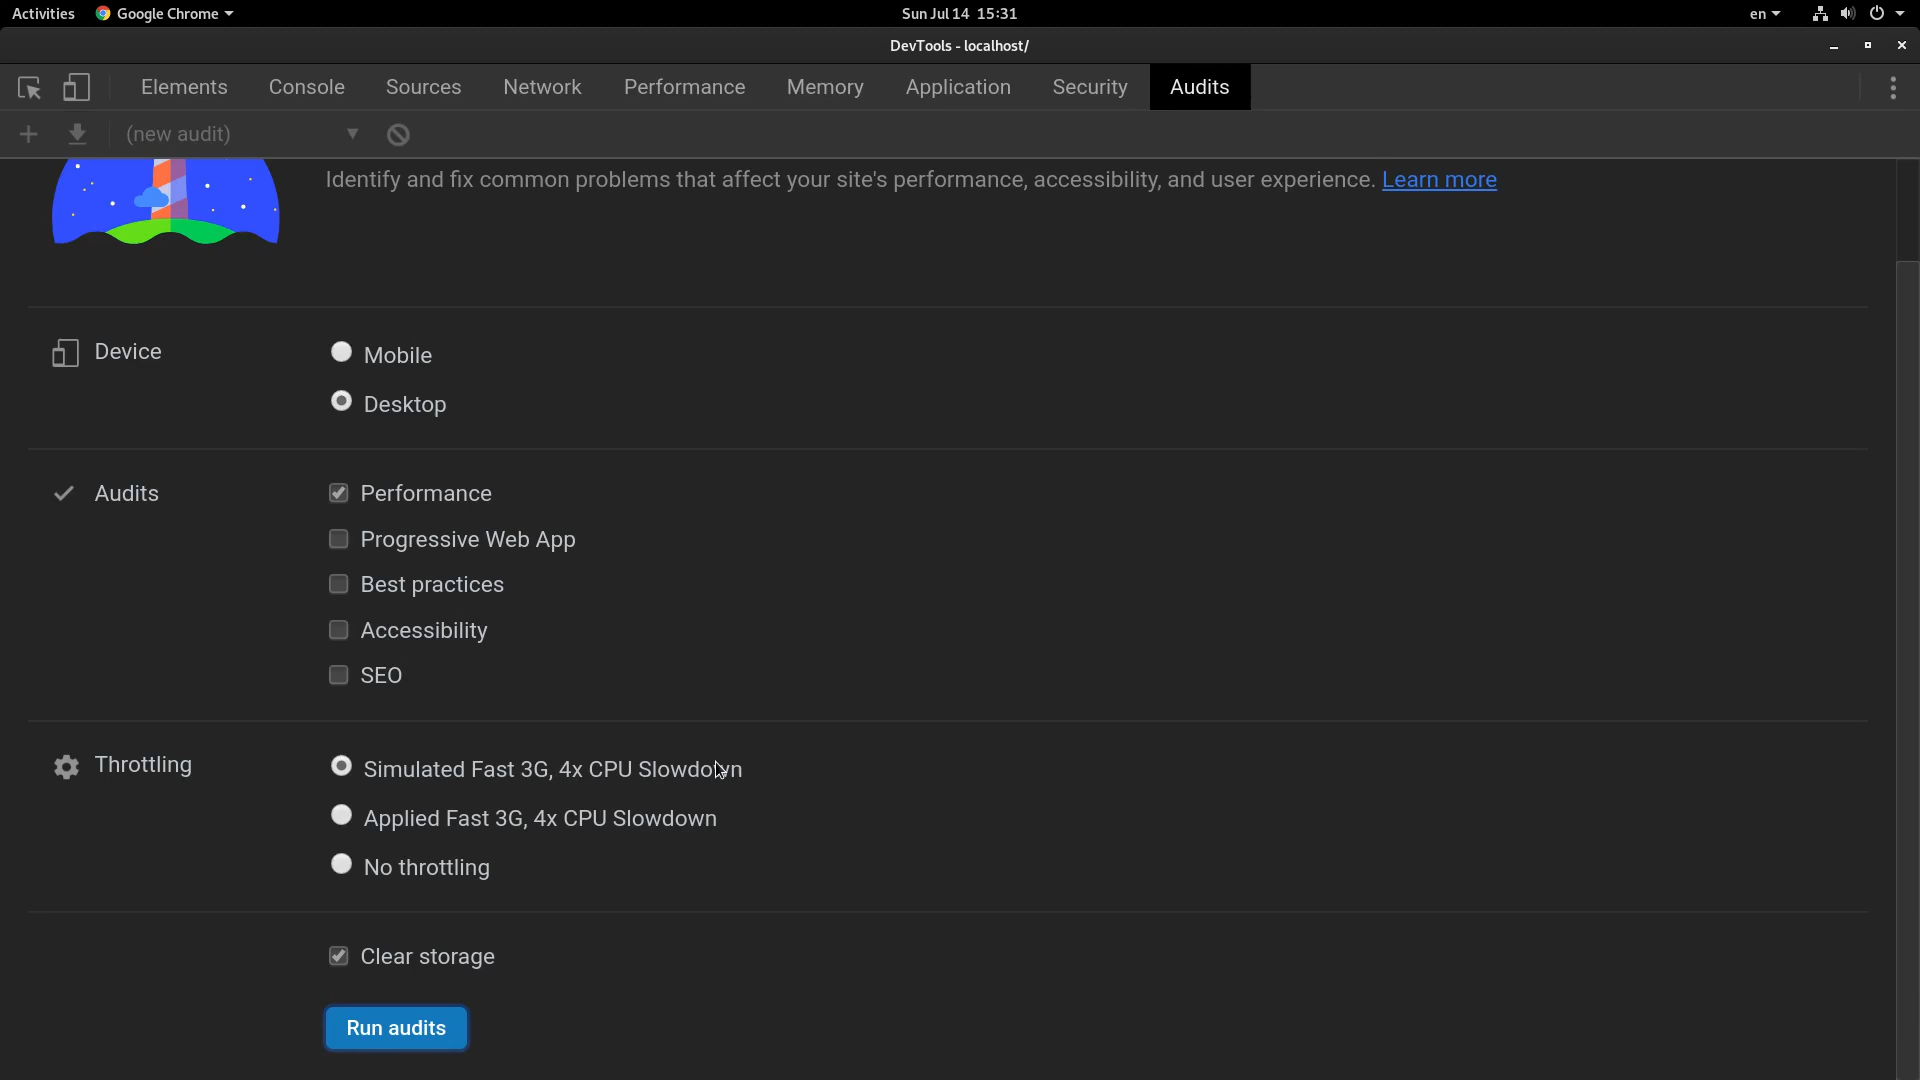 Activities Google Chrome Sun Jul 14 15:31 en
DevTools - localhost/
Elements Console Sources Network Performance Memory Application Security Audits
(new audit)
Identify and fix common problems that affect your site's performance, accessibility, and user experience. Learn more
Device
Mobile
Desktop
Audits
Performance
Progressive Web App
Best practices
Accessibility
SEO
Throttling
Simulated Fast 3G, 4x CPU Slowdown
Applied Fast 3G, 4x CPU Slowdown
No throttling
Clear storage
Run audits